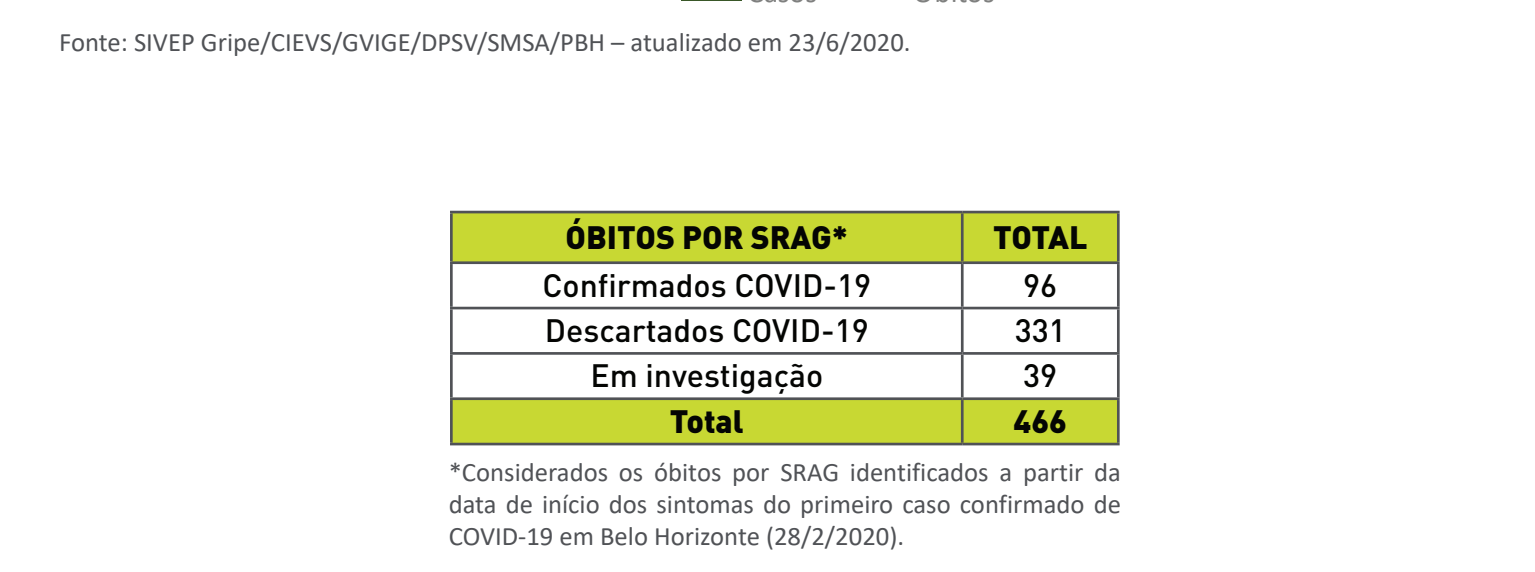 Casos Óbitos
Fonte: SIVEP Gripe/CIEVS/GVIGE/DPSV/SMSA/PBH – atualizado em 23/6/2020.
ÓBITOS POR SRAG* TOTAL
Confirmados COVID-19 96
Descartados COVID-19 331
Em investigação 39
Total 466
*Considerados os óbitos por SRAG identificados a partir da
data de início dos sintomas do primeiro caso confirmado de
COVID-19 em Belo Horizonte (28/2/2020).